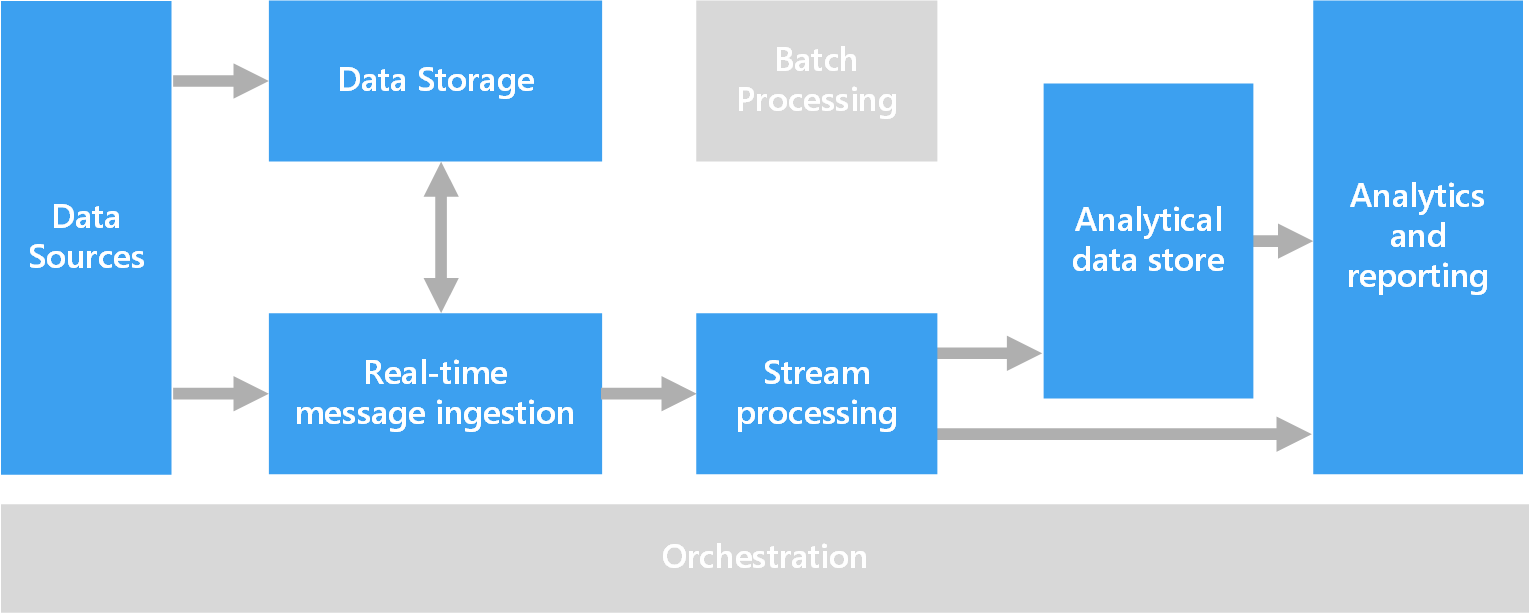 Data
Sources
Data Storage
Real-time
message ingestion
Batch
Processing
Stream
processing
Analytical
data store
Analytics
and
reporting
Orchestration